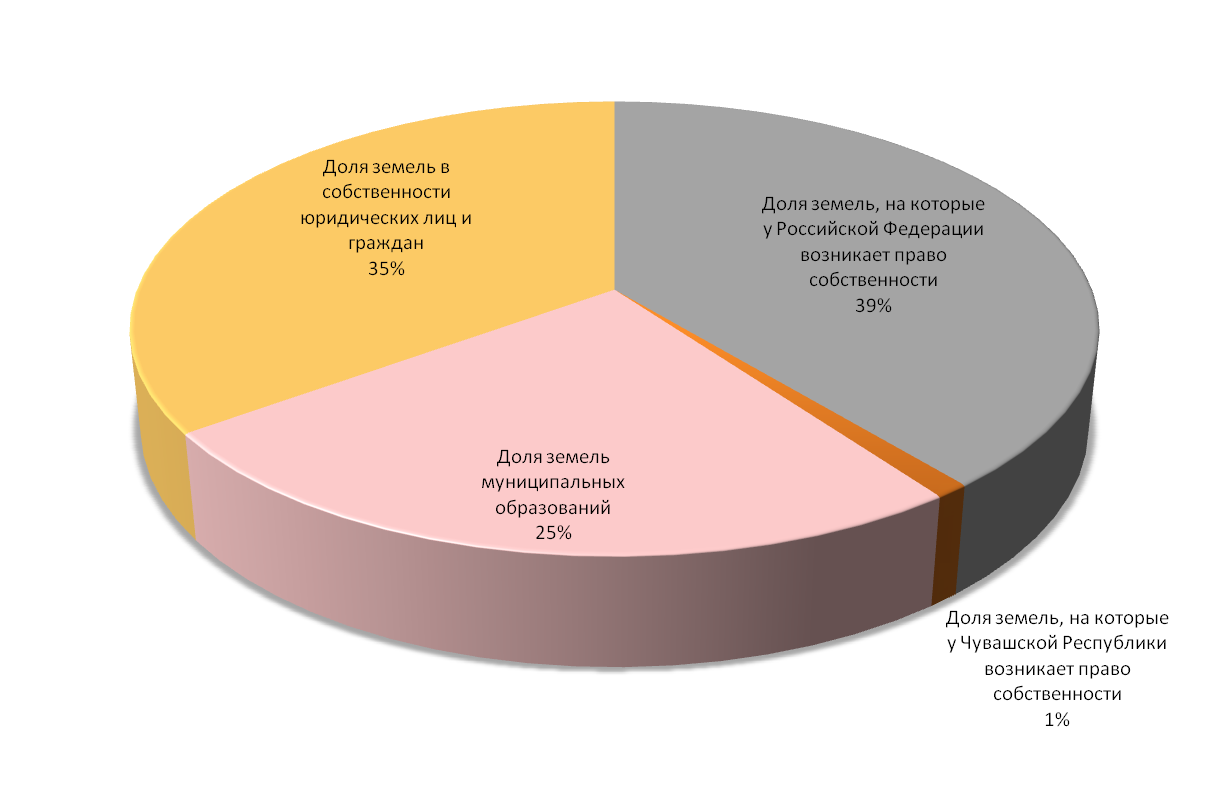 Доля земель в
собственности
юридических лиц и
граждан
35%
Доля земель, на которые
у Российской Федерации
возникает право
собственности
39%
Доля земель
муниципальных
образований
25%
Доля земель, на которые
у Чувашской Республики
возникает право
собственности
1%